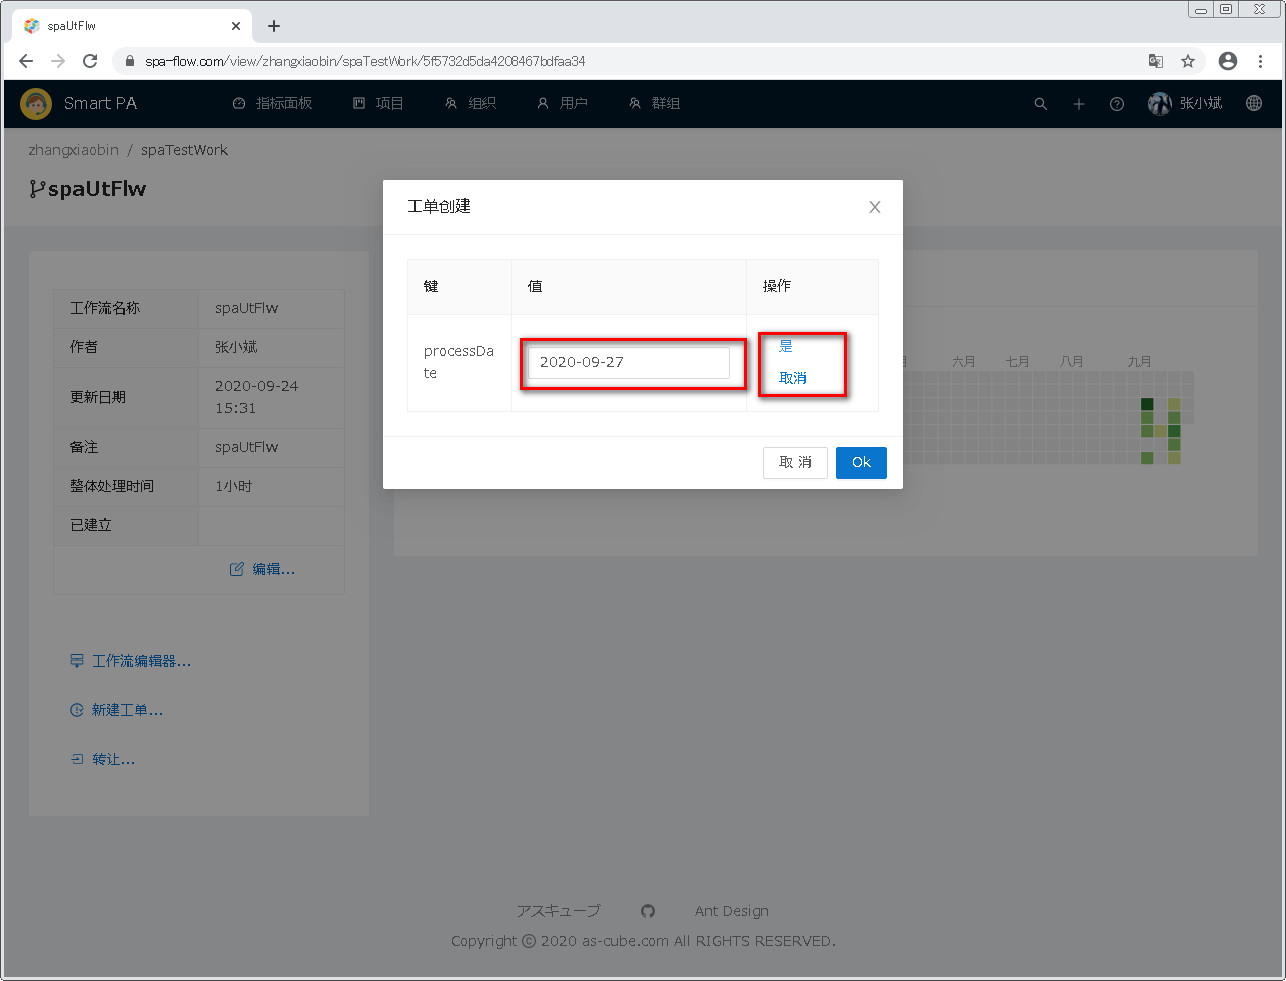 spaUtFlw
spa-flow.com/view/zhangxiaobin/spaTestWork/5f5732d5da4208467bdfaa34
Smart PA 指标面板 项目 组织 用户 群组 张小斌
zhangxiaobin / spaTestWork
spaUtFlw
工单创建
键 值 操作
processDa
te
2020-09-27
是
取消
取 消 Ok
工作流名称 spaUtFlw
作者 张小斌
更新日期 2020-09-24
15:31
备注 spaUtFlw
整体处理时间 1小时
已建立
编辑...
月 六月 七月 八月 九月
工作流编辑器...
新建工单...
转让...
アスキューブ Ant Design
Copyright © 2020 as-cube.com All RIGHTS RESERVED.